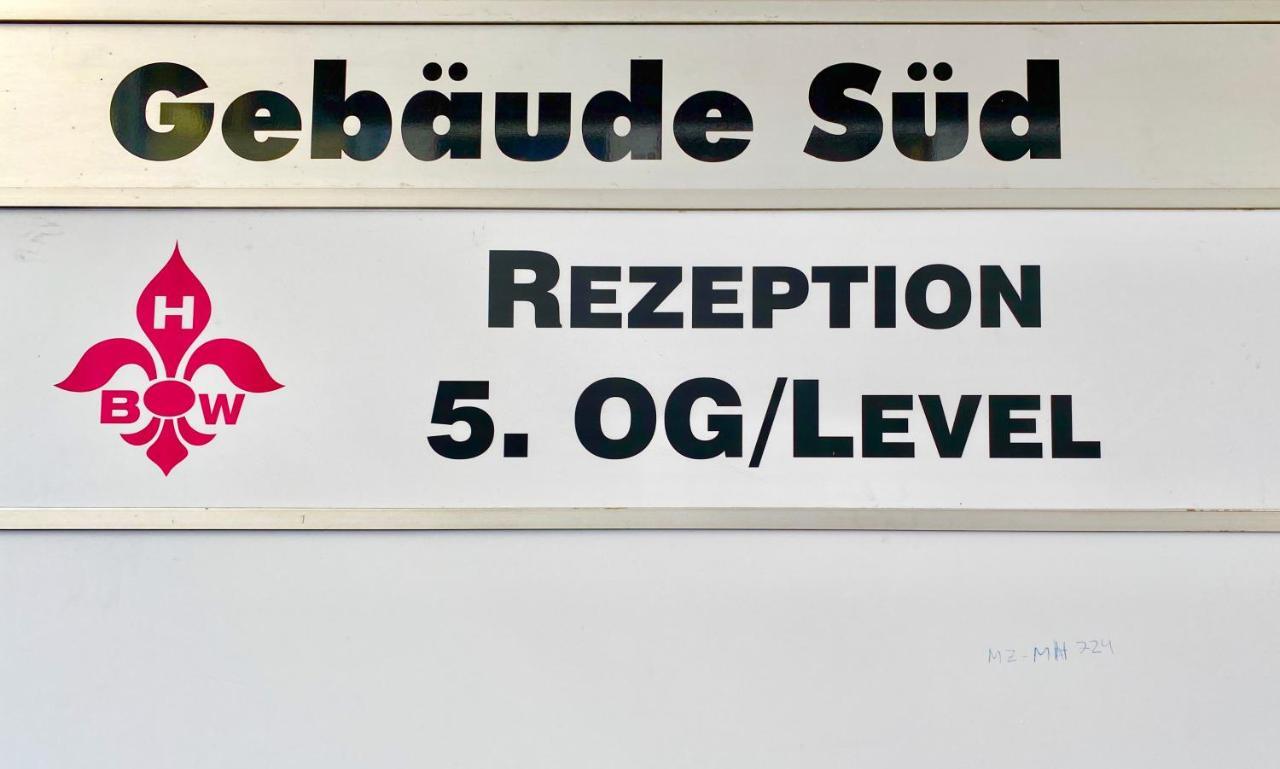 Gebäude Süd
H
B W
REZEPTION
5. OG/LEVEL
MZ-MH 724